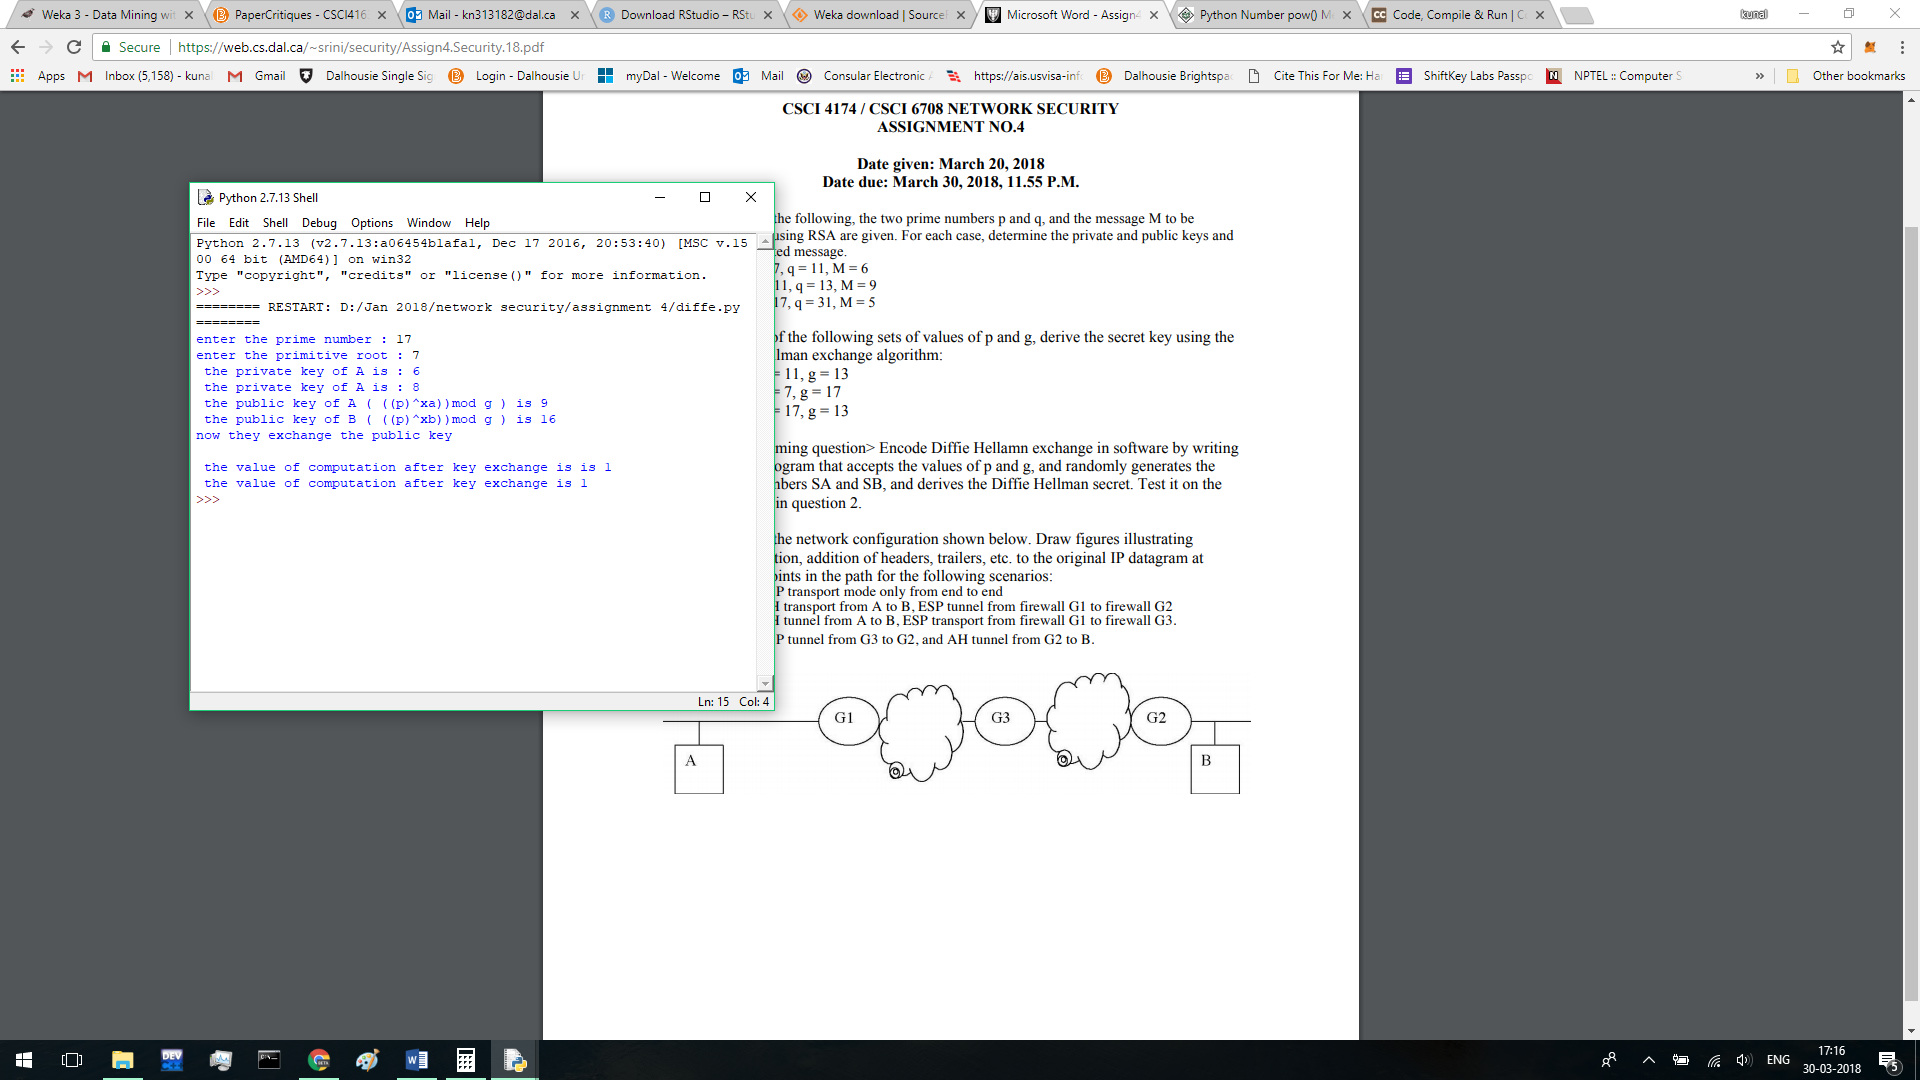 Weka 3 - Data Mining wit
PaperCritiques - CSCI416
Mail - kn313182@dal.ca
Download RStudio – RStu
Weka download | Sourcel
Microsoft Word - Assign4
Python Number pow() M
Code, Compile & Run | C
kunal
Secure | https://web.cs.dal.ca/~srini/security/Assign4.Security.18.pdf
Apps
Inbox (5,158) - kuna
Gmail
Dalhousie Single Sig
Login - Dalhousie Un
myDal - Welcome
Mail
Consular Electronic
https://ais.usvisa-inf
Dalhousie Brightspa
Cite This For Me: Ha
ShiftKey Labs Passpo
NPTEL :: Computer S
»
Other bookmarks
CSCI 4174 / CSCI 6708 NETWORK SECURITY
ASSIGNMENT NO.4
Date given: March 20, 2018
Date due: March 30, 2018, 11.55 P.M.
the following, the two prime numbers p and q, and the message M to be
using RSA are given. For each case, determine the private and public keys and
ed message.
7, q = 11, M = 6
11, q = 13, M = 9
17, q = 31, M = 5
of the following sets of values of p and g, derive the secret key using the
lman exchange algorithm:
= 11, g = 13
= 7, g = 17
= 17, g = 13
ming question> Encode Diffie Hellamn exchange in software by writing
ogram that accepts the values of p and g, and randomly generates the
nbers SA and SB, and derives the Diffie Hellman secret. Test it on the
in question 2.
the network configuration shown below. Draw figures illustrating
tion, addition of headers, trailers, etc. to the original IP datagram at
oints in the path for the following scenarios:
P transport mode only from end to end
H transport from A to B, ESP tunnel from firewall G1 to firewall G2
H tunnel from A to B, ESP transport from firewall G1 to firewall G3.
P tunnel from G3 to G2, and AH tunnel from G2 to B.
G1
G3
G2
A
B
Python 2.7.13 Shell
File Edit Shell Debug Options Window Help
Python 2.7.13 (v2.7.13:a06454b1afa1, Dec 17 2016, 20:53:40) [MSC v.15
00 64 bit (AMD64)] on win32
Type "copyright", "credits" or "license()" for more information.
>>>
======== RESTART: D:/Jan 2018/network security/assignment 4/diffe.py
========
enter the prime number : 17
enter the primitive root : 7
the private key of A is : 6
the private key of A is : 8
the public key of A ( ((p)^xa))mod g ) is 9
the public key of B ( ((p)^xb))mod g ) is 16
now they exchange the public key
the value of computation after key exchange is is 1
the value of computation after key exchange is 1
>>>
Ln: 15 Col: 4
DEV
ENG
17:16
30-03-2018
5